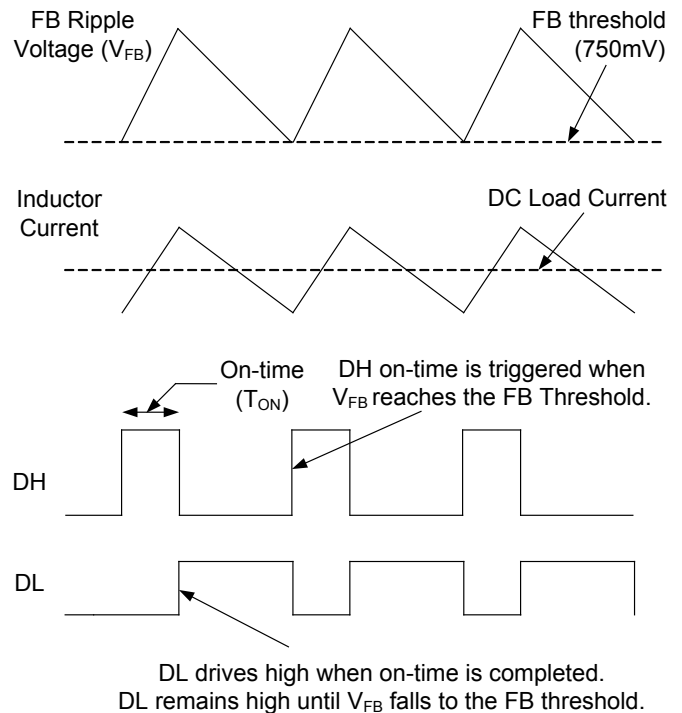 FB Ripple
Voltage (VFB)
FB threshold
(750mV)
Inductor
Current
DC Load Current
On-time
(TON)
DH on-time is triggered when
VFB reaches the FB Threshold.
DH
DL
DL drives high when on-time is completed.
DL remains high until VFB falls to the FB threshold.